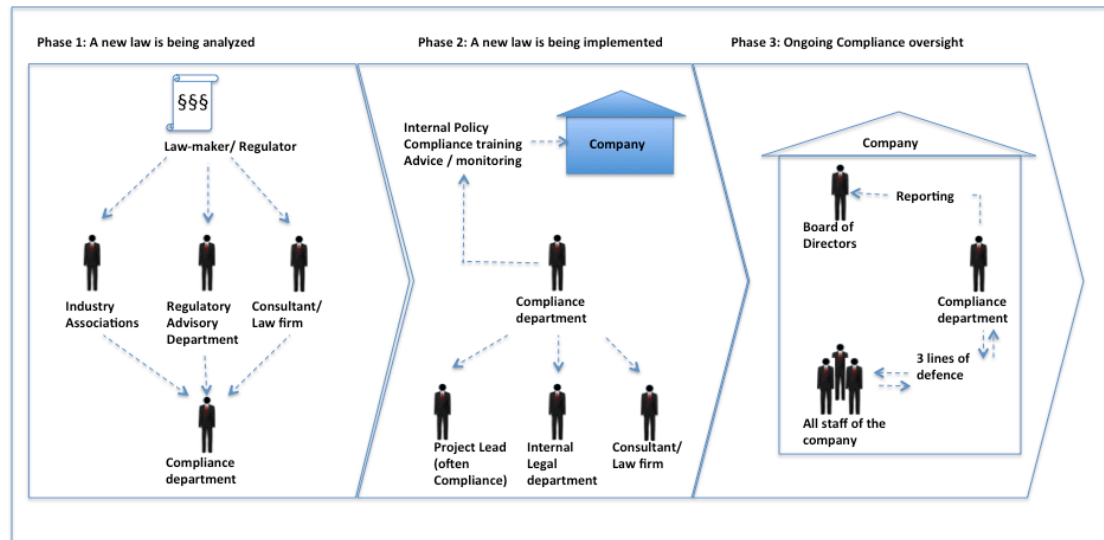 Phase 1: A new law is being analyzed
§§§
Law-maker/ Regulator
Industry
Associations
Regulatory
Advisory
Department
Consultant/
Law firm
Compliance
department
Phase 2: A new law is being implemented
Internal Policy
Compliance training
Advice / monitoring
Company
Compliance
department
Project Lead
(often
Compliance)
Internal
Legal
department
Consultant/
Law firm
Phase 3: Ongoing Compliance oversight
Company
Reporting
Board of
Directors
Compliance
department
3 lines of
defence
All staff of the
company